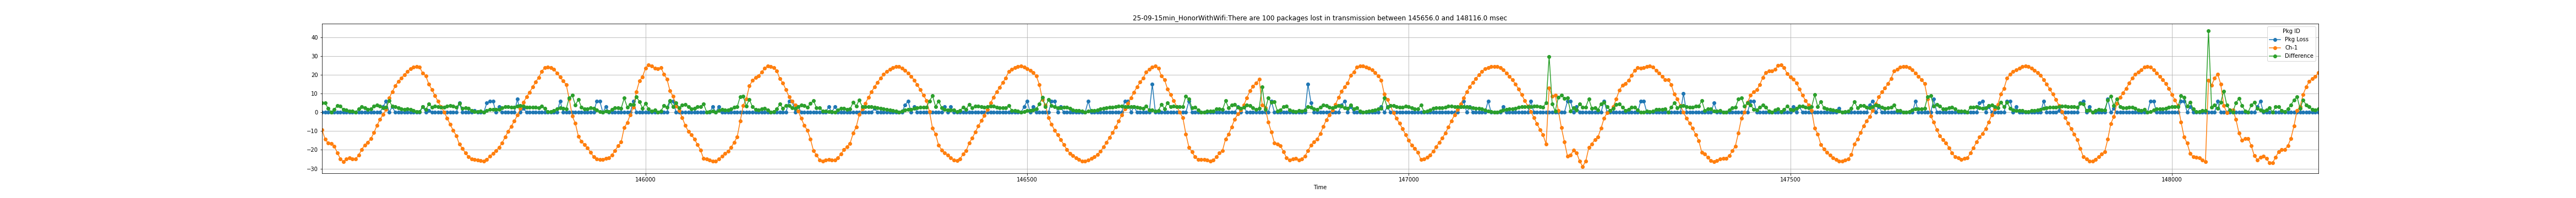 25-09-15min_HonorWithWifi:There are 100 packages lost in transmission between 145656.0 and 148116.0 msec
40
30
20
10
0
−10
−20
−30
Pkg ID
Pkg Loss
Ch-1
Difference
146000 146500 147000 147500 148000
Time